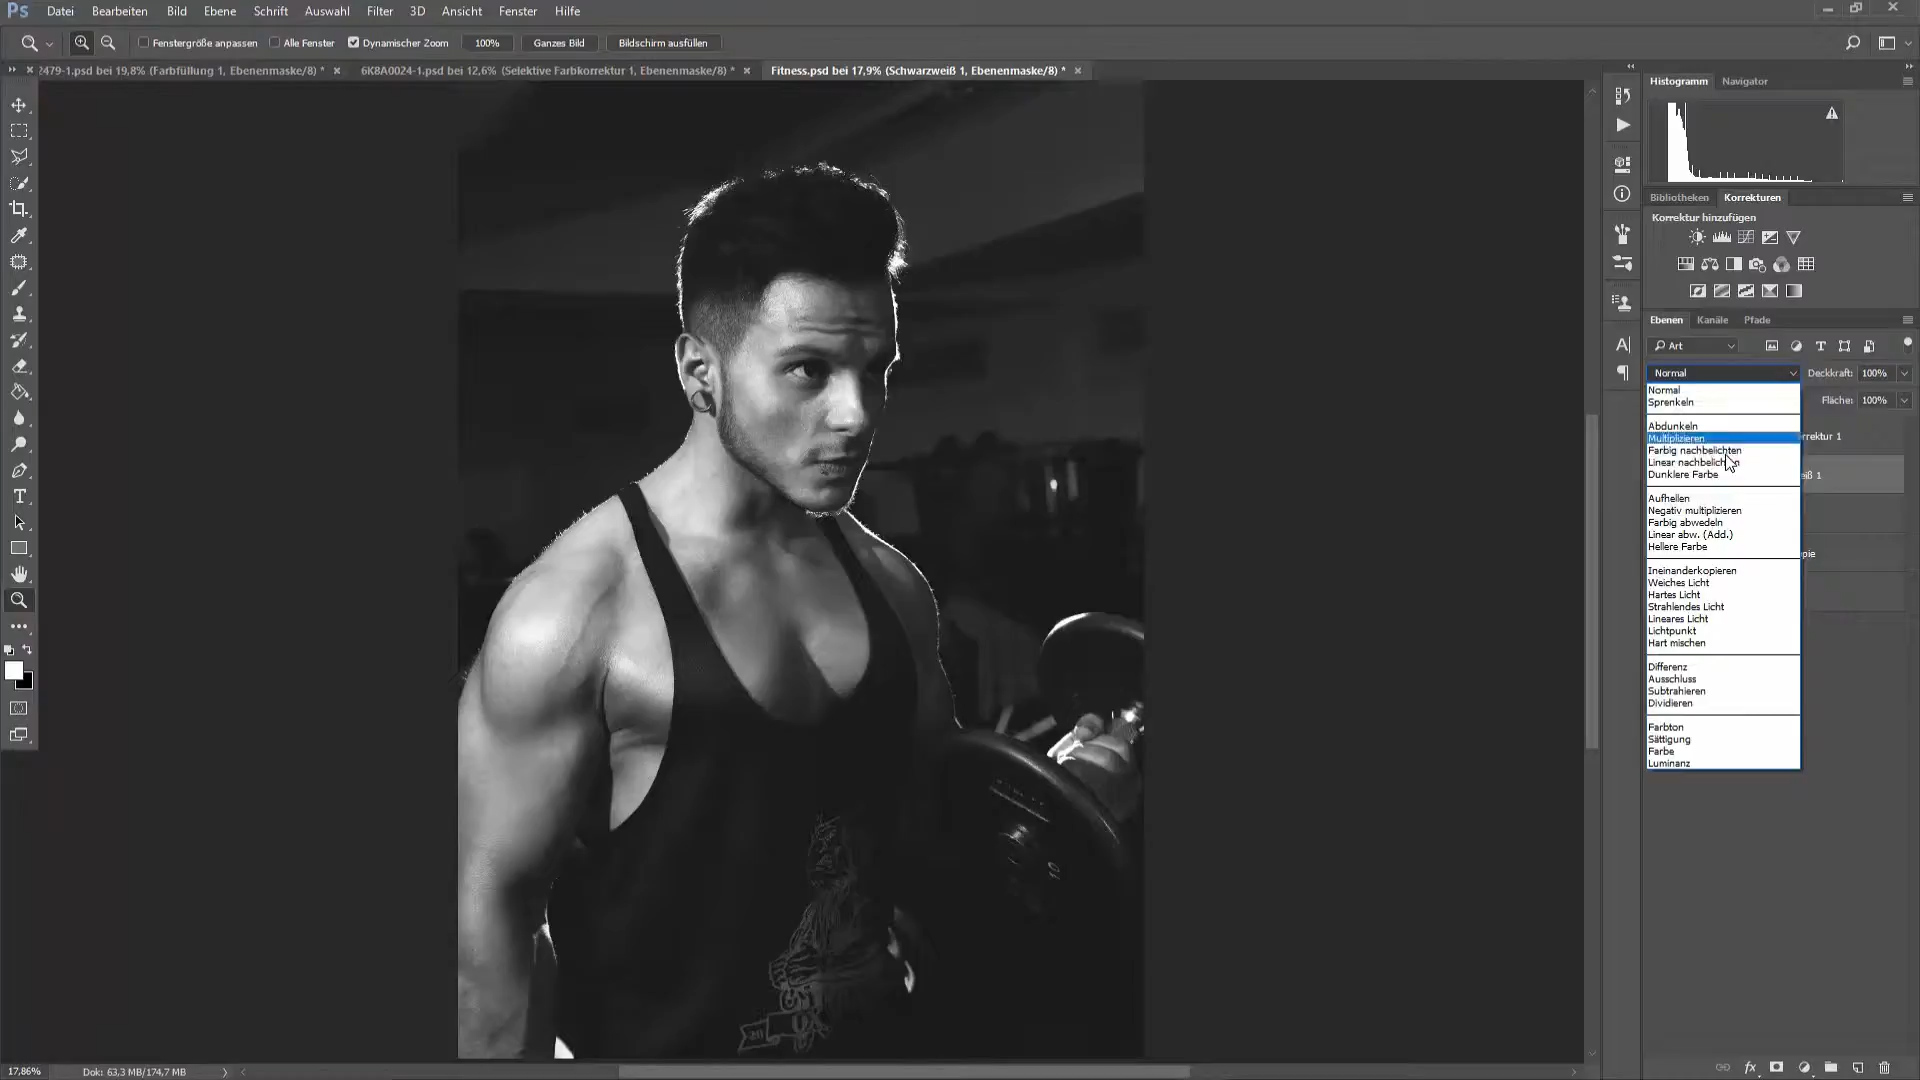 Ps Datei Bearbeiten Bild Ebene Schrift Auswahl Filter 3D Ansicht Fenster Hilfe
Fenstergröße anpassen Alle Fenster Dynamischer Zoom 100% Ganzes Bild Bildschirm ausfüllen
2479-1.psd bei 19,8% (Farbfüllung 1, Ebenenmaske/8) * 6K8A0024-1.psd bei 12,6% (Selektive Farbkorrektur 1, Ebenenmaske/8) * Fitness.psd bei 17,9% (Schwarzweiß 1, Ebenenmaske/8) *
Histogramm Navigator
Bibliotheken Korrekturen
Korrektur hinzufügen
Ebenen Kanäle Pfade
Art
Normal Deckkraft: 100%
Fläche: 100%
Normal
Sprenkeln
Abdunkeln
Multiplizieren
rrektur 1
Farbig nachbelichten
Linear nachbelichten
Dunklere Farbe
iß 1
Aufhellen
Negativ multiplizieren
Farbig abwedeln
Linear abw. (Add.)
Hellere Farbe
pie
Ineinanderkopieren
Weiches Licht
Hartes Licht
Strahlendes Licht
Lineares Licht
Lichtpunkt
Hart mischen
Differenz
Ausschluss
Subtrahieren
Dividieren
Farbton
Sättigung
Farbe
Luminanz
17,86% Dok: 63,3 MB/174,7 MB